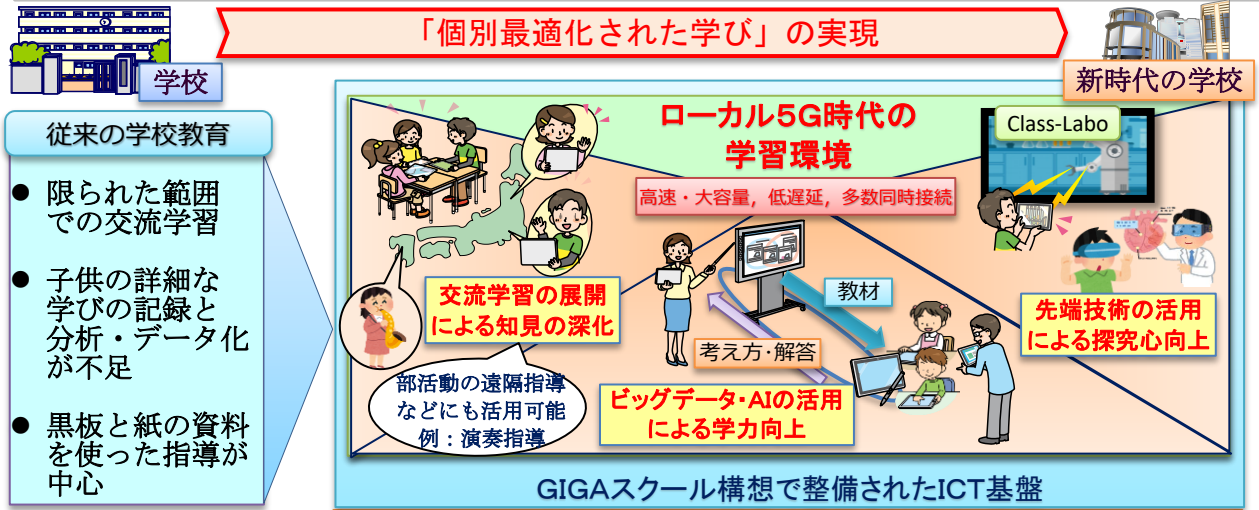 「個別最適化された学び」の実現
学校
新時代の学校
従来の学校教育
● 限られた範囲
での交流学習
● 子供の詳細な
学びの記録と
分析・データ化
が不足
● 黒板と紙の資料
を使った指導が
中心
ローカル5G時代の
学習環境
高速・大容量，低遅延，多数同時接続
Class-Labo
交流学習の展開
による知見の深化
部活動の遠隔指導
などにも活用可能
例：演奏指導
教材
考え方・解答
ビッグデータ・AIの活用
による学力向上
先端技術の活用
による探究心向上
GIGAスクール構想で整備されたICT基盤